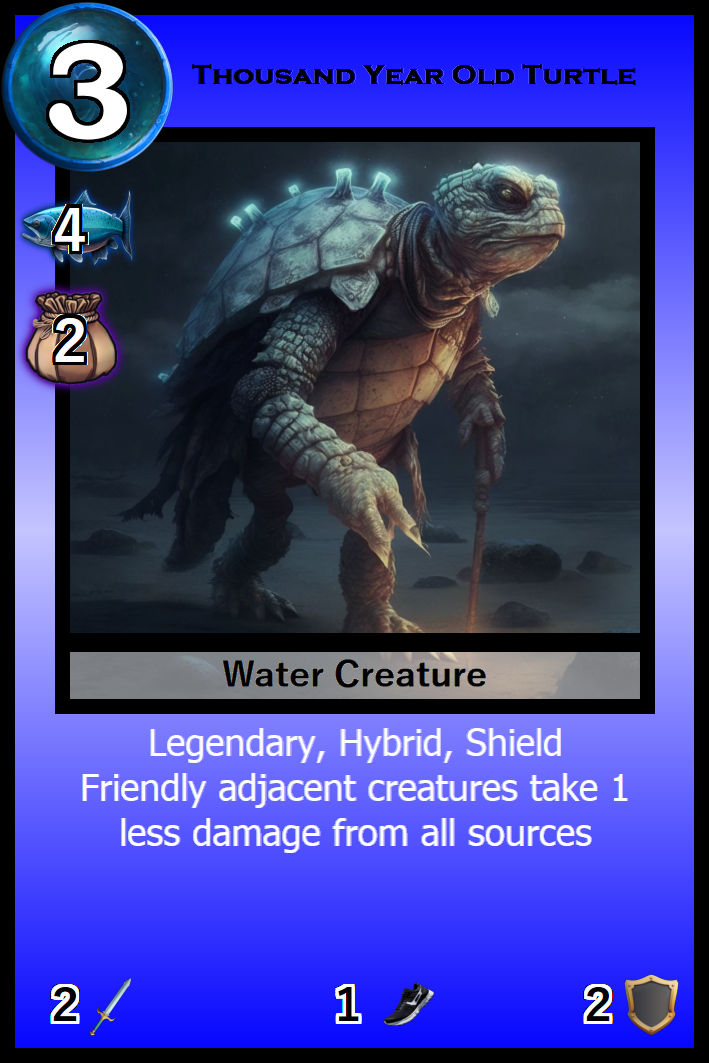 3
Thousand Year Old Turtle
4
2
Water Creature
Legendary, Hybrid, Shield
Friendly adjacent creatures take 1
less damage from all sources
2 1 2